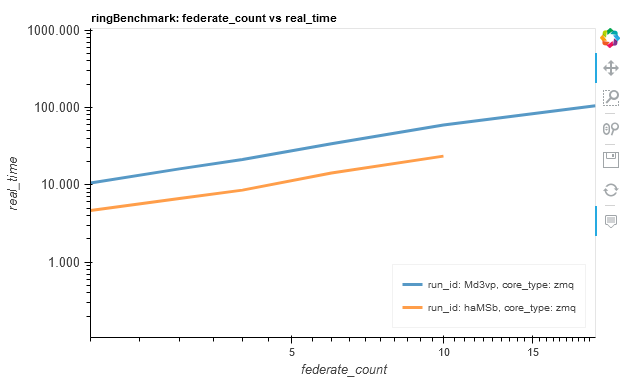 ringBenchmark: federate_count vs real_time
1000.000
100.000
10.000
1.000
real_time
5
10
15
federate_count
run_id: Md3vp, core_type: zmq
run_id: haMSb, core_type: zmq